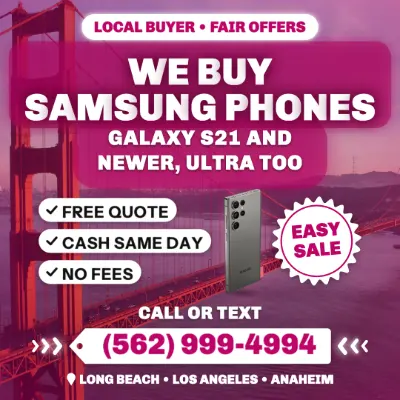 LOCAL BUYER • FAIR OFFERS
WE BUY
SAMSUNG PHONES
GALAXY S21 AND
NEWER, ULTRA TOO
FREE QUOTE
CASH SAME DAY
NO FEES
EASY
SALE
CALL OR TEXT
(562) 999-4994
LONG BEACH • LOS ANGELES • ANAHEIM